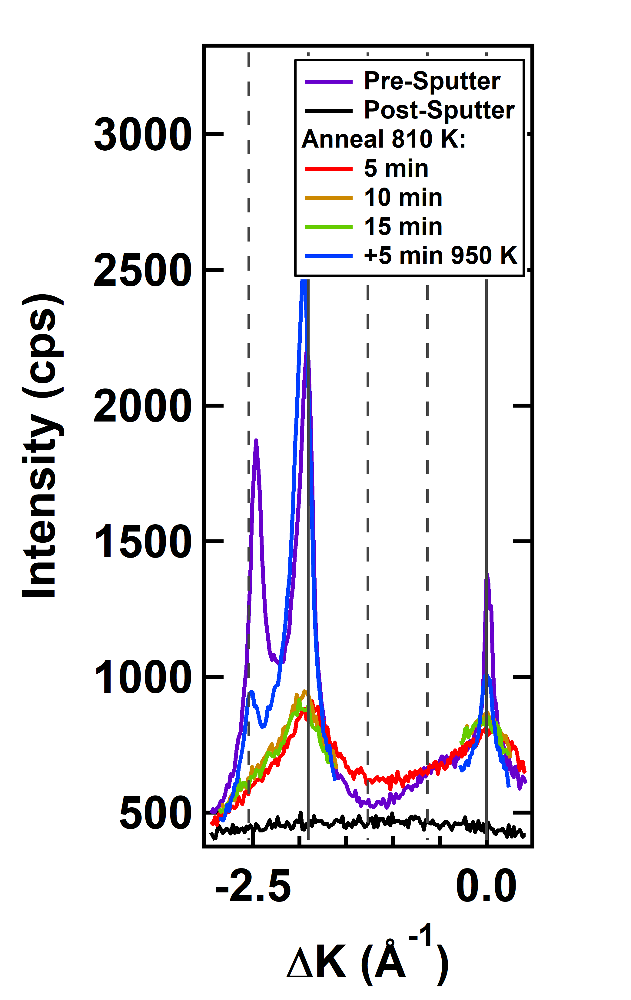 Pre-Sputter
Post-Sputter
Anneal 810 K:
5 min
10 min
15 min
+5 min 950 K
3000
2500
2000
1500
1000
500
Intensity (cps)
-2.5 0.0
ΔK (Å⁻¹)